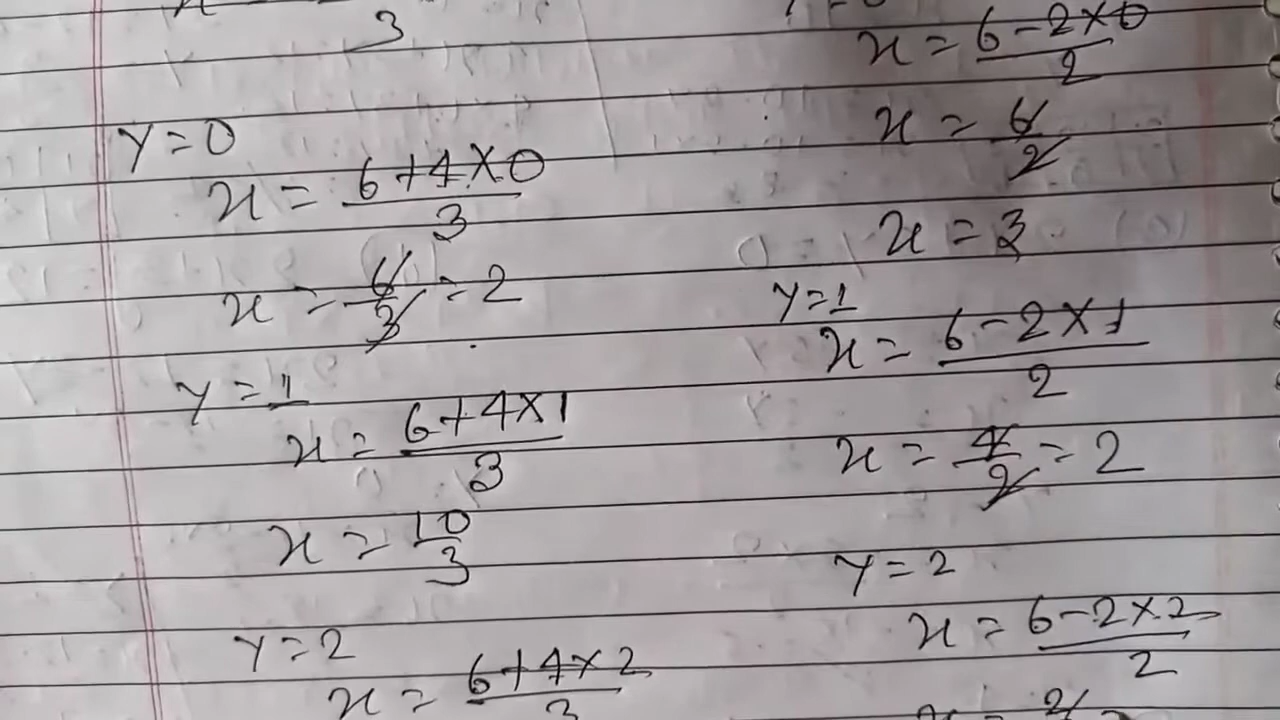 3
y = 0
x = 6+4×0/3
x = 6/3 = 2
y = 1
x = 6+4×1/3
x = 10/3
y = 2
x = 6+4×2/3
x = 6-2×0/2
x = 6/2
x = 3
y = 1
x = 6-2×1/2
x = 4/2 = 2
y = 2
x = 6-2×2/2